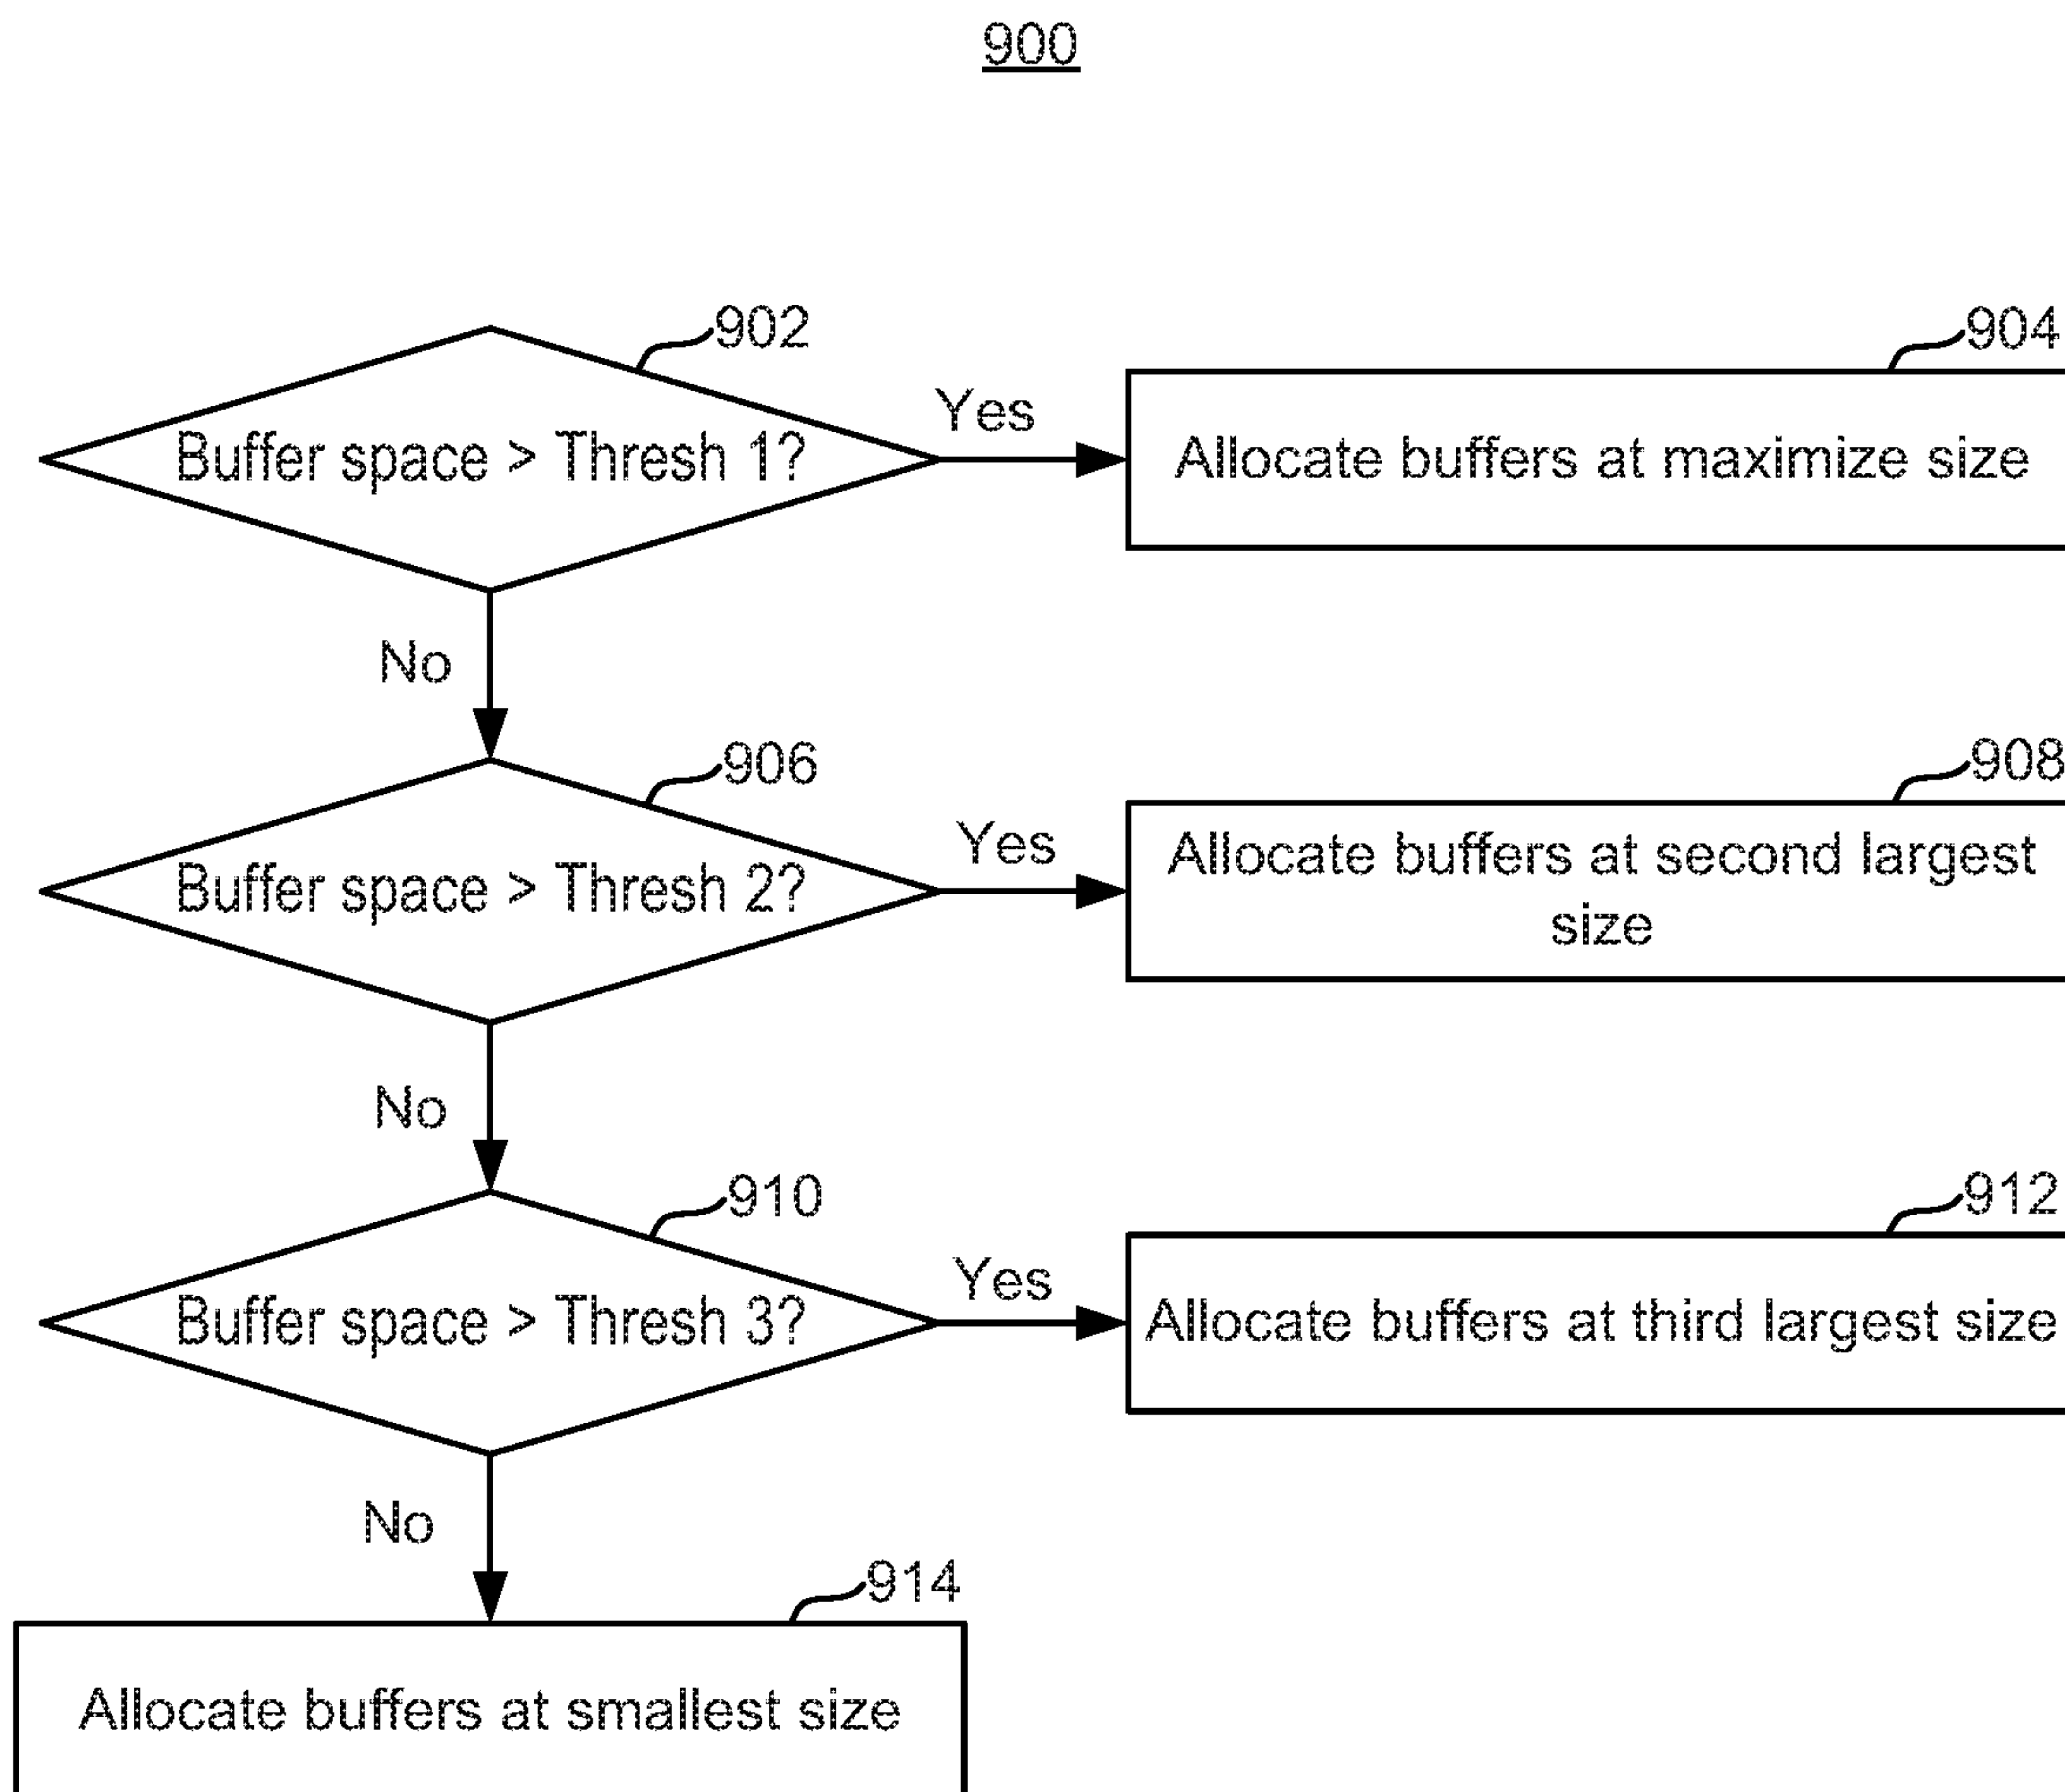 900
902
904
Buffer space > Thresh 1?
Yes
Allocate buffers at maximize size
No
906
908
Buffer space > Thresh 2?
Yes
Allocate buffers at second largest
size
No
910
912
Buffer space > Thresh 3?
Yes
Allocate buffers at third largest size
No
914
Allocate buffers at smallest size